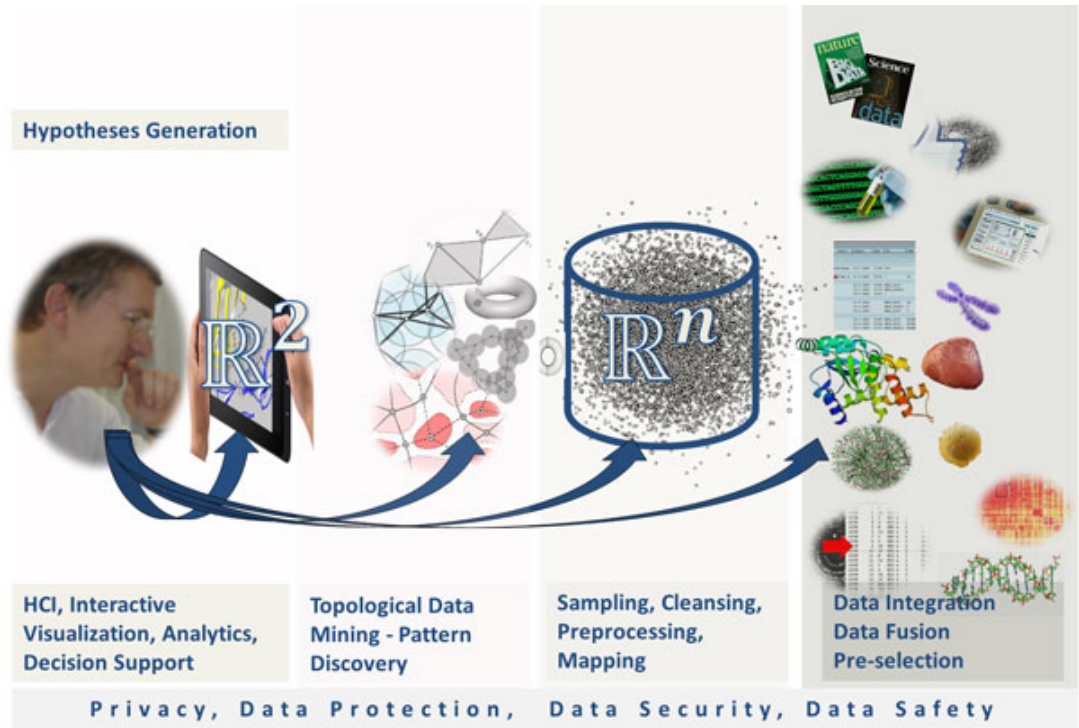 nature
BIG
DATA
Science
data
Hypotheses Generation
ℝ²
ℝⁿ
HCI, Interactive
Visualization, Analytics,
Decision Support
Topological Data
Mining - Pattern
Discovery
Sampling, Cleansing,
Preprocessing,
Mapping
Data Integration
Data Fusion
Pre-selection
Privacy, Data Protection, Data Security, Data Safety